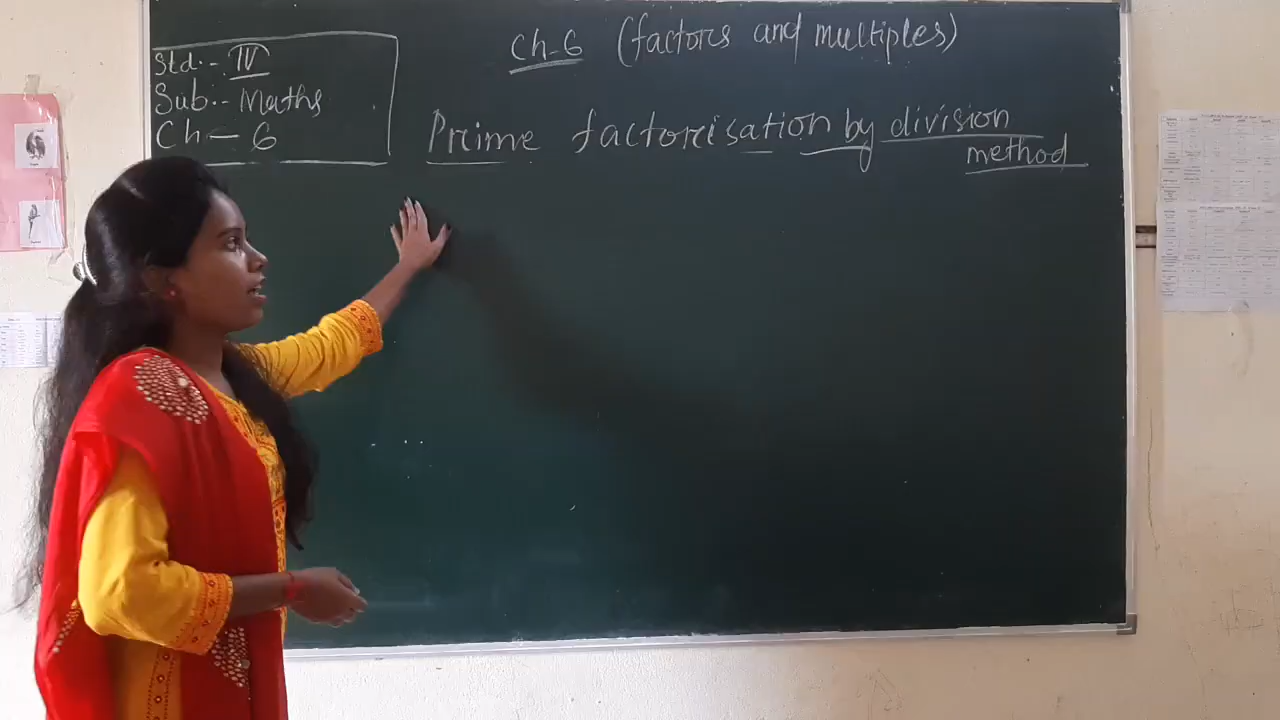 Std.- IV
Sub.- Maths
Ch - 6
Ch-6 (factors and multiples)
Prime factorisation by division
method